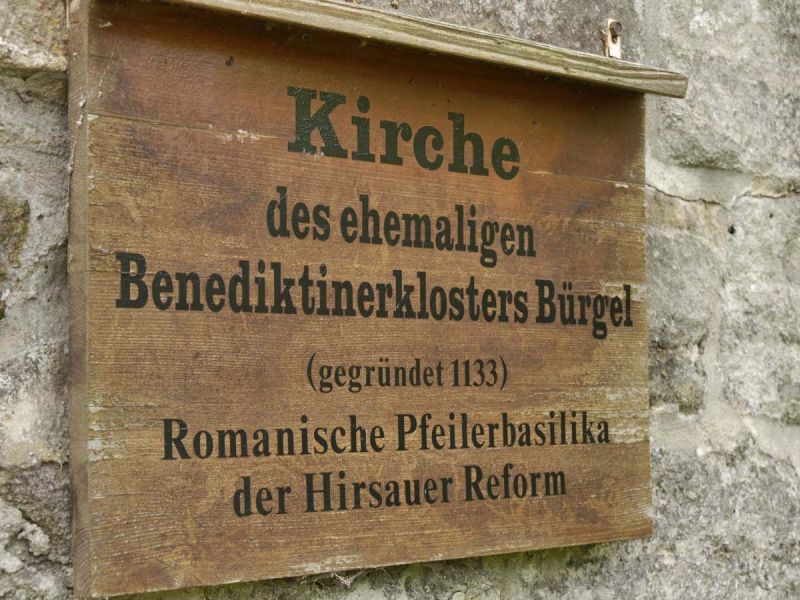 Kirche
des ehemaligen
Benediktinerklosters Bürgel
(gegründet 1133)
Romanische Pfeilerbasilika
der Hirsauer Reform